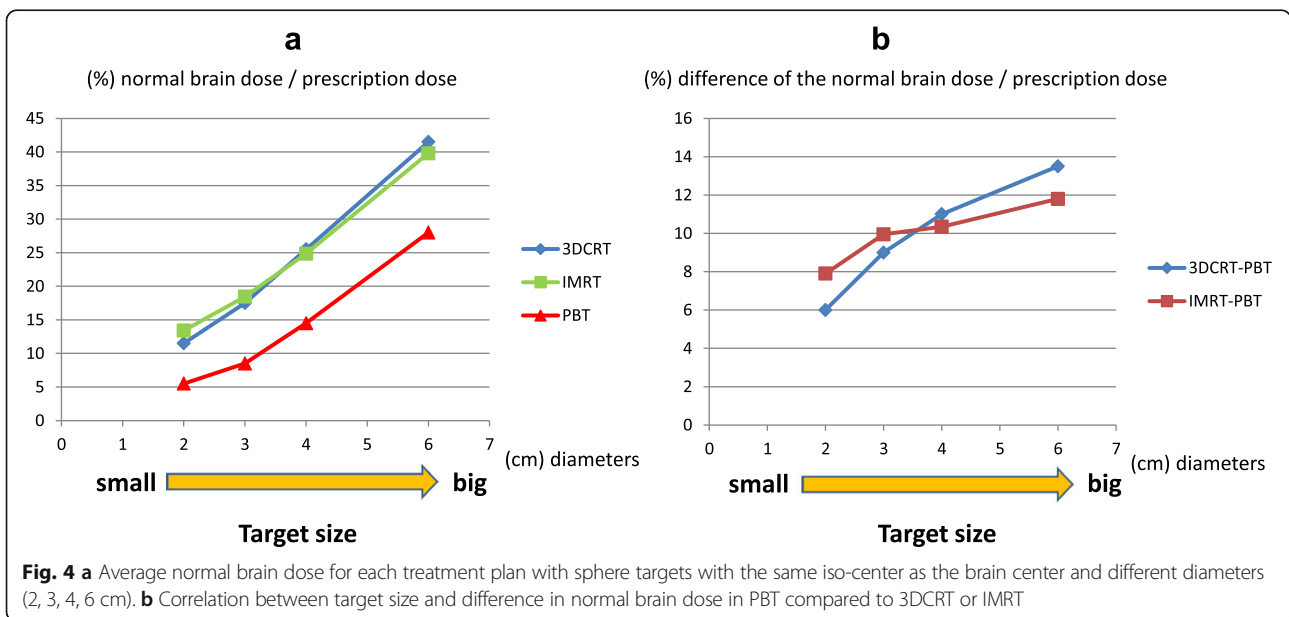 a
(%) normal brain dose / prescription dose
45
40
35
30
25
20
15
10
5
0
0 1 2 3 4 5 6 7
(cm) diameters
3DCRT
IMRT
PBT
small big
Target size
b
(%) difference of the normal brain dose / prescription dose
16
14
12
10
8
6
4
2
0
0 1 2 3 4 5 6 7
(cm) diameters
3DCRT-PBT
IMRT-PBT
small big
Target size
Fig. 4 a Average normal brain dose for each treatment plan with sphere targets with the same iso-center as the brain center and different diameters
(2, 3, 4, 6 cm). b Correlation between target size and difference in normal brain dose in PBT compared to 3DCRT or IMRT